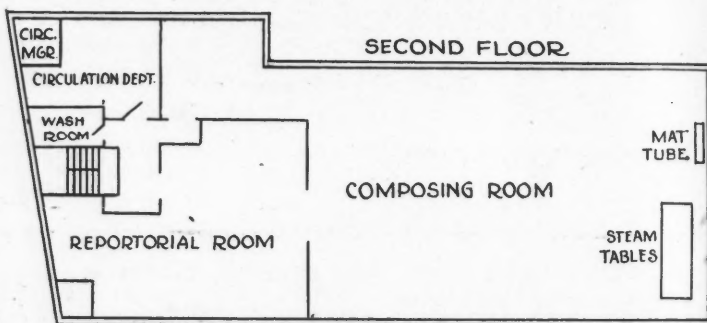 CIRC.
MGR.
SECOND FLOOR
CIRCULATION DEPT.
WASH
ROOM
MAT
TUBE
COMPOSING ROOM
REPORTORIAL ROOM
STEAM
TABLES